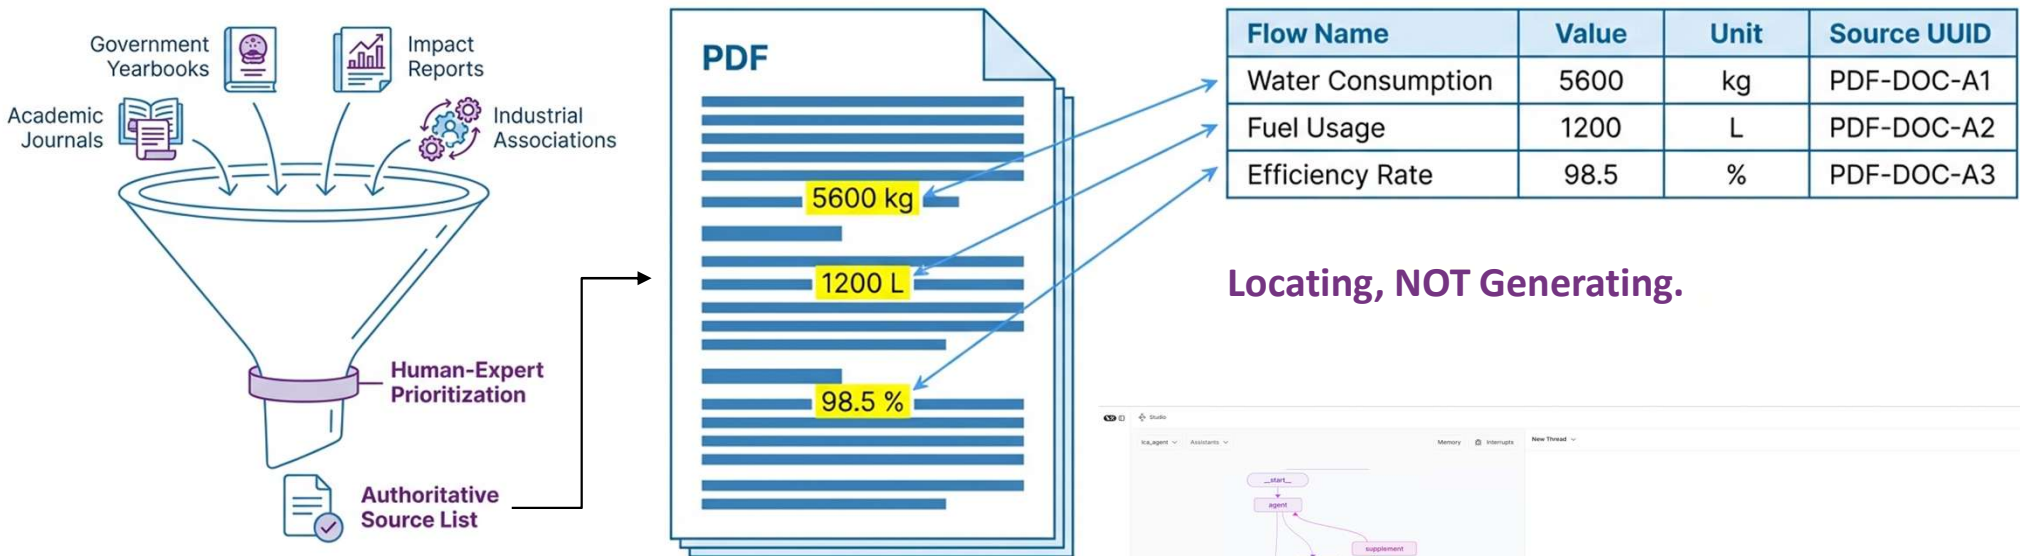 Government
Yearbooks
Impact
Reports
Academic
Journals
Industrial
Associations
Human-Expert
Prioritization
Authoritative
Source List
PDF
5600 kg
1200 L
98.5 %
Flow Name Value Unit Source UUID
Water Consumption 5600 kg PDF-DOC-A1
Fuel Usage 1200 L PDF-DOC-A2
Efficiency Rate 98.5 % PDF-DOC-A3
Locating, NOT Generating.
Studio
lca_agent Assistants Memory Interrupts New Thread
__start__
agent
supplement